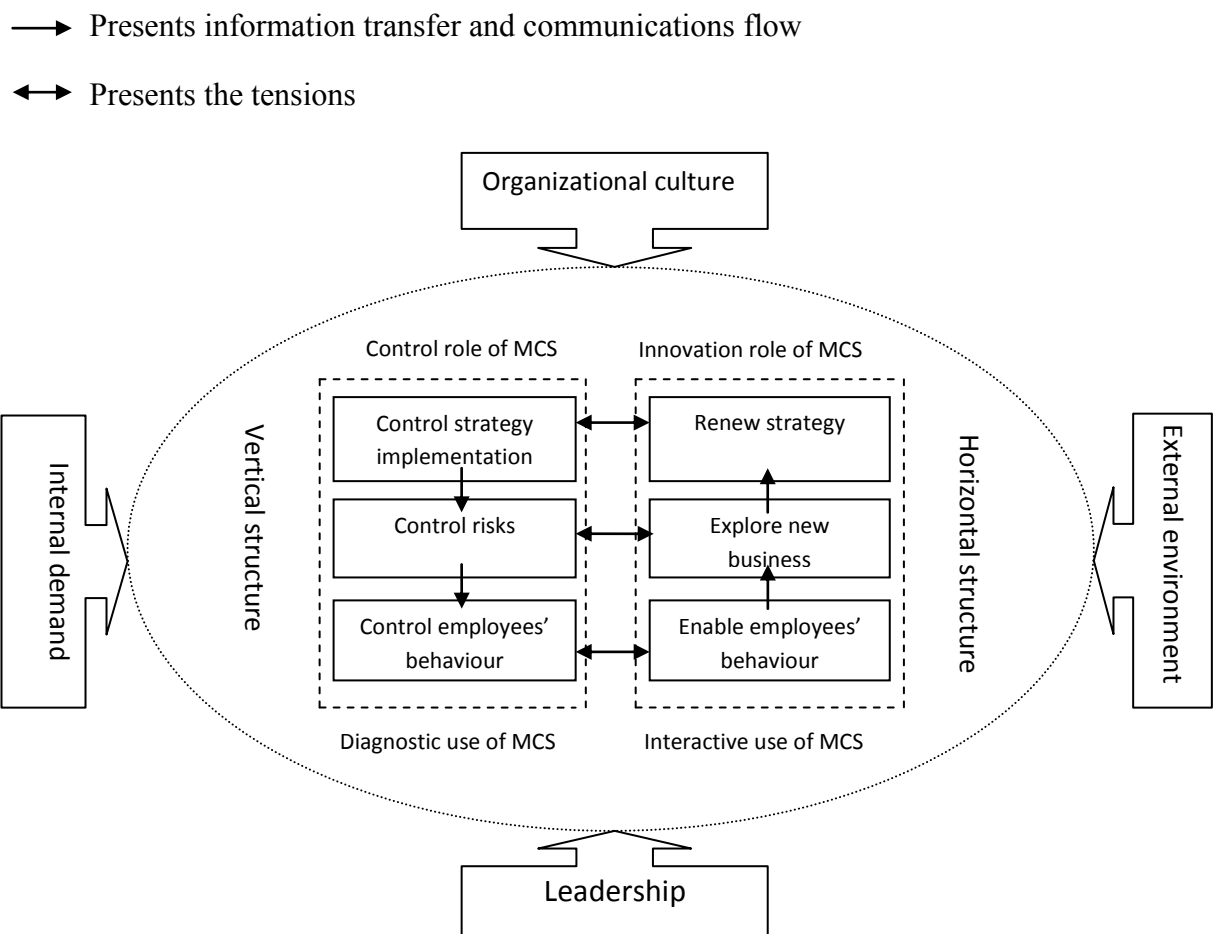 Presents information transfer and communications flow
Presents the tensions
Organizational culture
Control role of MCS
Innovation role of MCS
Internal demand
Vertical structure
Control strategy
implementation
Renew strategy
Control risks
Explore new
business
Control employees’
behaviour
Enable employees’
behaviour
Horizontal structure
External environment
Diagnostic use of MCS
Interactive use of MCS
Leadership